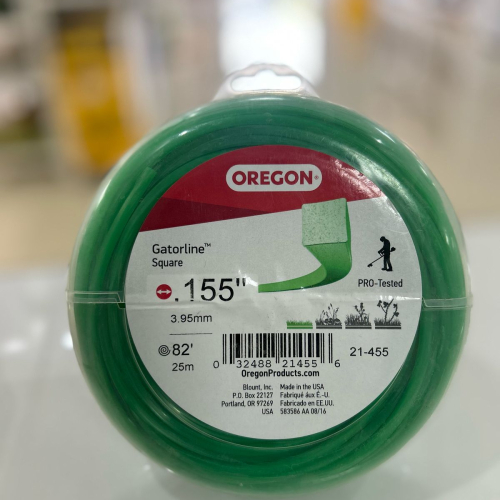 OREGON®
Gatorline™
Square
.155"
3.95mm
PRO-Tested
82'
25m
0 32488 21455 6
21-455
OregonProducts.com
Blount, Inc. Made in the USA
P.O. Box 22127 Fabriqué áux É.-U.
Portland, OR 97269 Fabricado en EE.UU.
USA S83586 AA 08/16